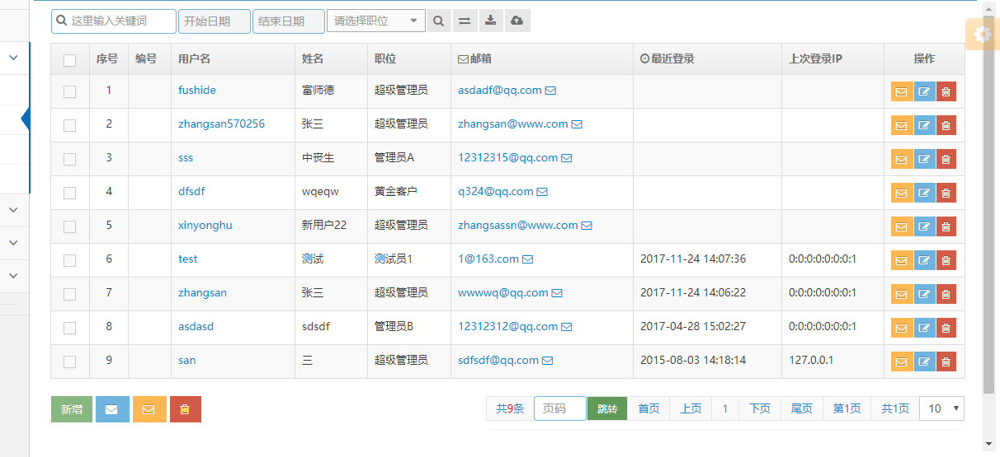 这里输入关键词 开始日期 结束日期 请选择职位
序号 编号 用户名 姓名 职位 邮箱 最近登录 上次登录IP 操作
1 fushide 富师德 超级管理员 asdadf@qq.com
2 zhangsan570256 张三 超级管理员 zhangsan@www.com
3 sss 中丧生 管理员A 12312315@qq.com
4 dfsdf wqeqw 黄金客户 q324@qq.com
5 xinyonghu 新用户22 超级管理员 zhangsassn@www.com
6 test 测试 测试员1 1@163.com 2017-11-24 14:07:36 0:0:0:0:0:0:0:1
7 zhangsan 张三 超级管理员 wwwwq@qq.com 2017-11-24 14:06:22 0:0:0:0:0:0:0:1
8 asdasd sdsdf 管理员B 12312312@qq.com 2017-04-28 15:02:27 0:0:0:0:0:0:0:1
9 san 三 超级管理员 sdfsdf@qq.com 2015-08-03 14:18:14 127.0.0.1
新增 共9条 页码 跳转 首页 上页 1 下页 尾页 第1页 共1页 10